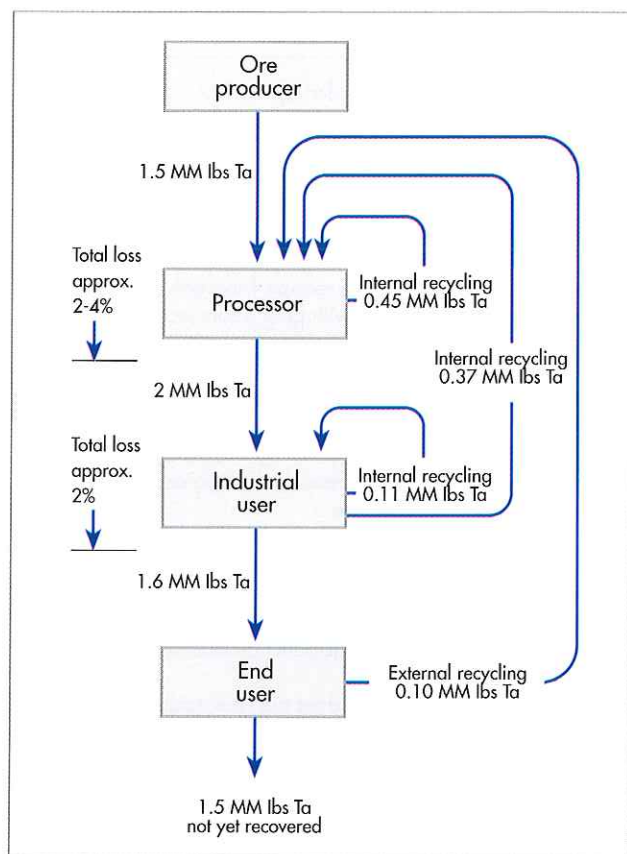 Ore
producer
1.5 MM lbs Ta
Total loss
approx.
2-4%
Processor
Internal recycling
0.45 MM lbs Ta
Internal recycling
0.37 MM lbs Ta
2 MM lbs Ta
Total loss
approx.
2%
Industrial
user
Internal recycling
0.11 MM lbs Ta
1.6 MM lbs Ta
End
user
External recycling
0.10 MM lbs Ta
1.5 MM lbs Ta
not yet recovered